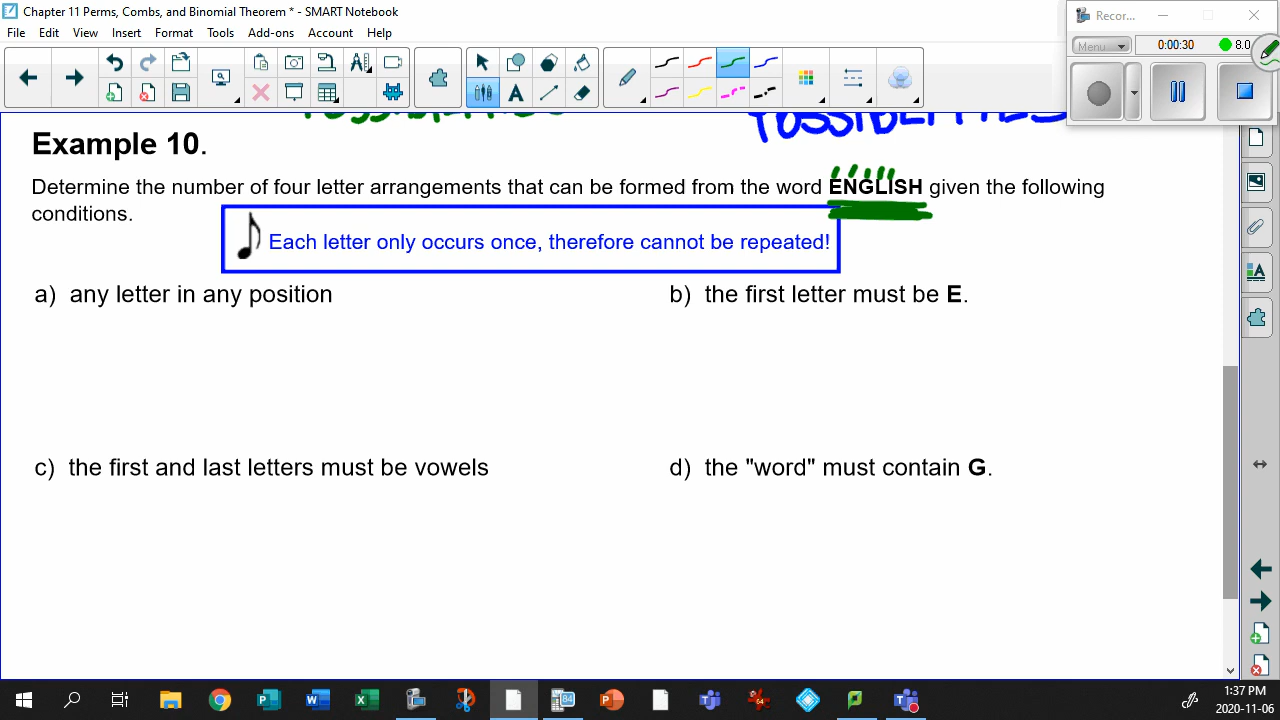 Chapter 11 Perms, Combs, and Binomial Theorem * - SMART Notebook
Recor...
File Edit View Insert Format Tools Add-ons Account Help
Menu 0:00:30 8.0
POSSIBILITIES
Example 10.
Determine the number of four letter arrangements that can be formed from the word ENGLISH given the following
conditions.
Each letter only occurs once, therefore cannot be repeated!
a) any letter in any position
b) the first letter must be E.
c) the first and last letters must be vowels
d) the "word" must contain G.
1:37 PM
2020-11-06